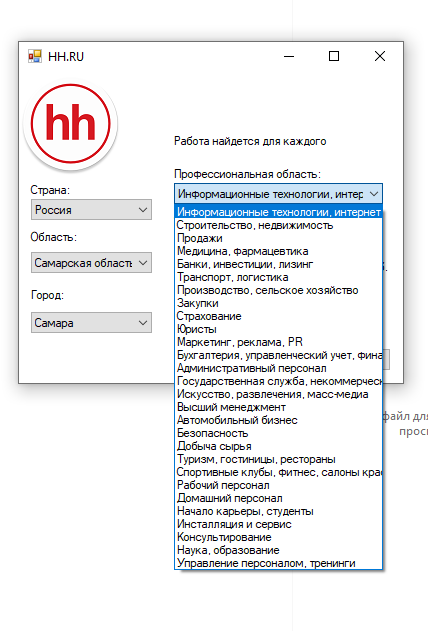 HH.RU
hh
Работа найдется для каждого
Профессиональная область:
Страна:
Информационные технологии, интер
Россия
Информационные технологии, интернет
Строительство, недвижимость
Область:
Продажи
Медицина, фармацевтика
Самарская област
Банки, инвестиции, лизинг
б.
Транспорт, логистика
Производство, сельское хозяйство
Город:
Закупки
Страхование
Самара
Юристы
Маркетинг, реклама, PR
Бухгалтерия, управленческий учет, фина
Административный персонал
Государственная служба, некоммерческ
Искусство, развлечения, масс-медиа
Высший менеджмент
файл для
Автомобильный бизнес
прос
Безопасность
Добыча сырья
Туризм, гостиницы, рестораны
Спортивные клубы, фитнес, салоны крас
Рабочий персонал
Домашний персонал
Начало карьеры, студенты
Инсталляция и сервис
Консультирование
Наука, образование
Управление персоналом, тренинги